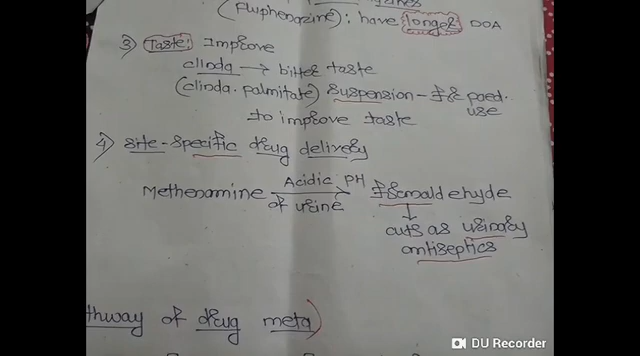 (Fluphenazine): have longer DOA
3) Taste: Improve
clinda → bitter taste
(clinda. palmitate) suspension - for paed. use
to improve taste
4) site-specific drug delivery
Methenamine Acidic pH of urine → Formaldehyde
↓
acts as urinary
antiseptics
thway of drug meta)
DU Recorder